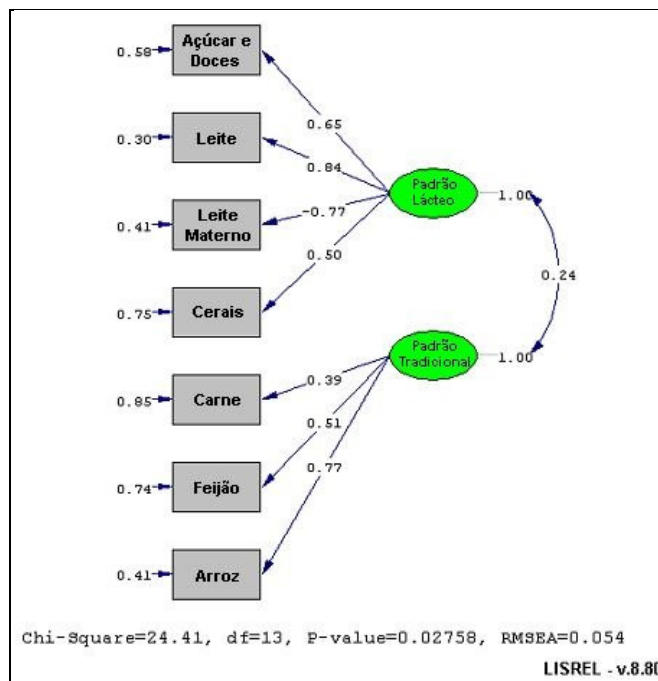 Açúcar e
Doces
0.58
0.65
Leite
0.30
0.84
Padrão
Lácteo
1.00
-0.77
Leite
Materno
0.41
0.50
0.24
Cerais
0.75
Padrão
Tradicional
1.00
0.39
Carne
0.85
0.51
Feijão
0.74
0.77
Arroz
0.41
Chi-Square=24.41, df=13, P-value=0.02758, RMSEA=0.054
LISREL - v.8.80